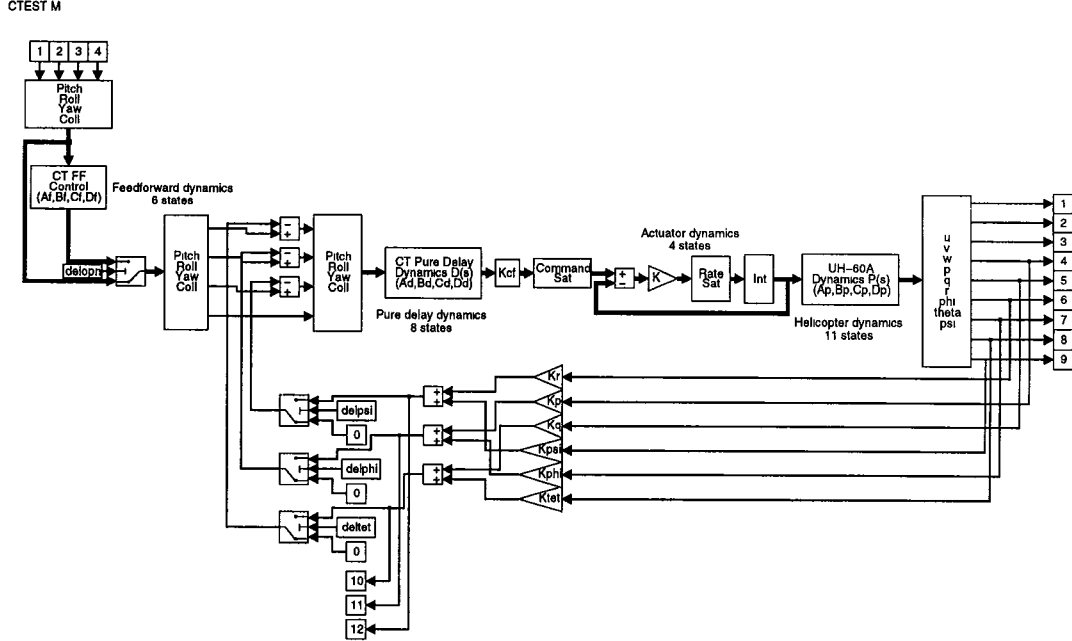 CTEST M
1 2 3 4
Pitch
Roll
Yaw
Coll
CT FF
Control
(Af,Bf,Cf,Df)
Feedforward dynamics
6 states
delopn
Pitch
Roll
Yaw
Coll
−
+
−
+
−
+
Pitch
Roll
Yaw
Coll
CT Pure Delay
Dynamics D(s)
(Ad,Bd,Cd,Dd)
Pure delay dynamics
8 states
Kcf
Command
Sat
+
−
K
Actuator dynamics
4 states
Rate
Sat
Int
UH−60A
Dynamics P(s)
(Ap,Bp,Cp,Dp)
Helicopter dynamics
11 states
u
v
w
p
q
r
phi
theta
psi
1
2
3
4
5
6
7
8
9
Kr
Kp
Kq
Kpsi
Kphi
Ktet
+
+
+
+
+
+
delpsi
0
delphi
0
deltet
0
10
11
12